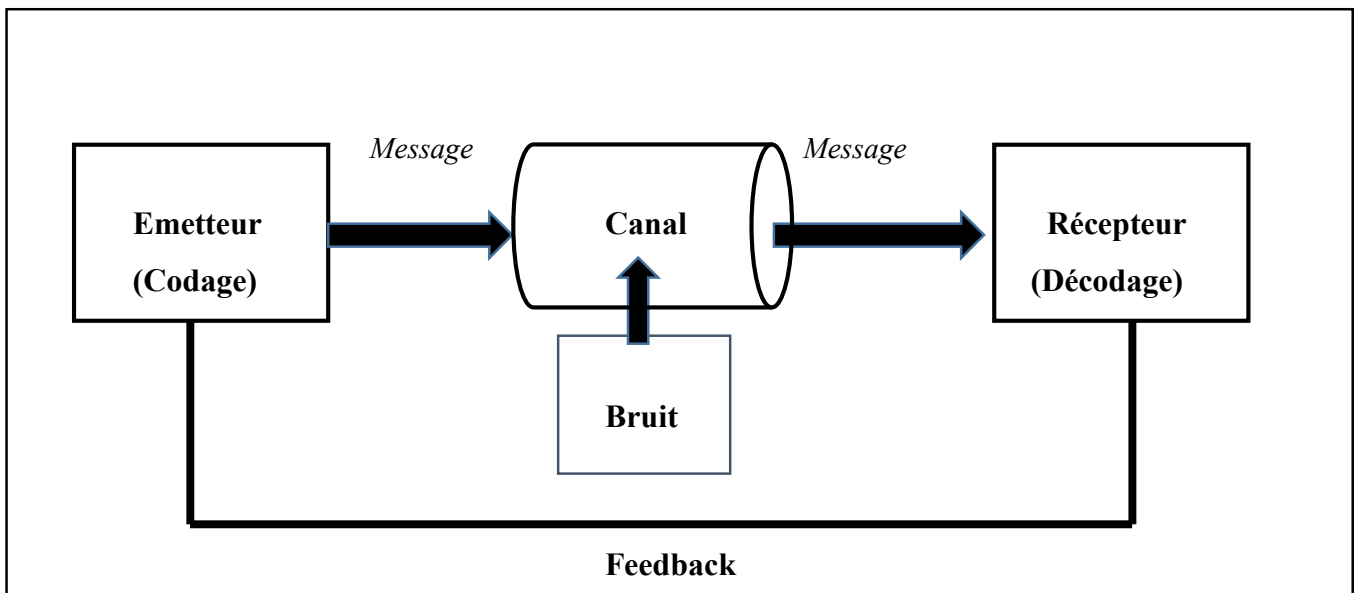 Message
Message
Emetteur
(Codage)
Canal
Récepteur
(Décodage)
Bruit
Feedback